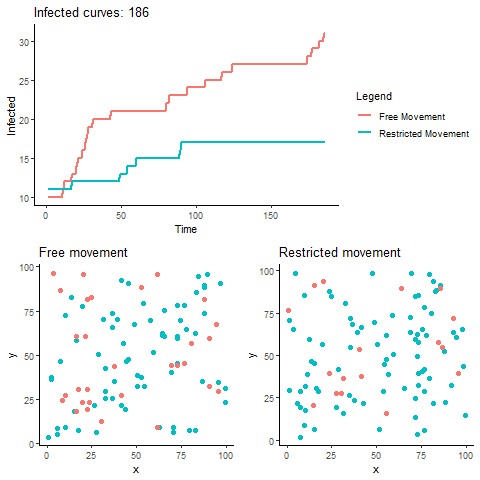 Infected curves: 186
30
25
20
15
10
Infected
0
50
100
150
Time
Legend
Free Movement
Restricted Movement
Free movement
100
75
50
25
0
y
0
25
50
75
100
x
Restricted movement
100
75
50
25
0
y
0
25
50
75
100
x